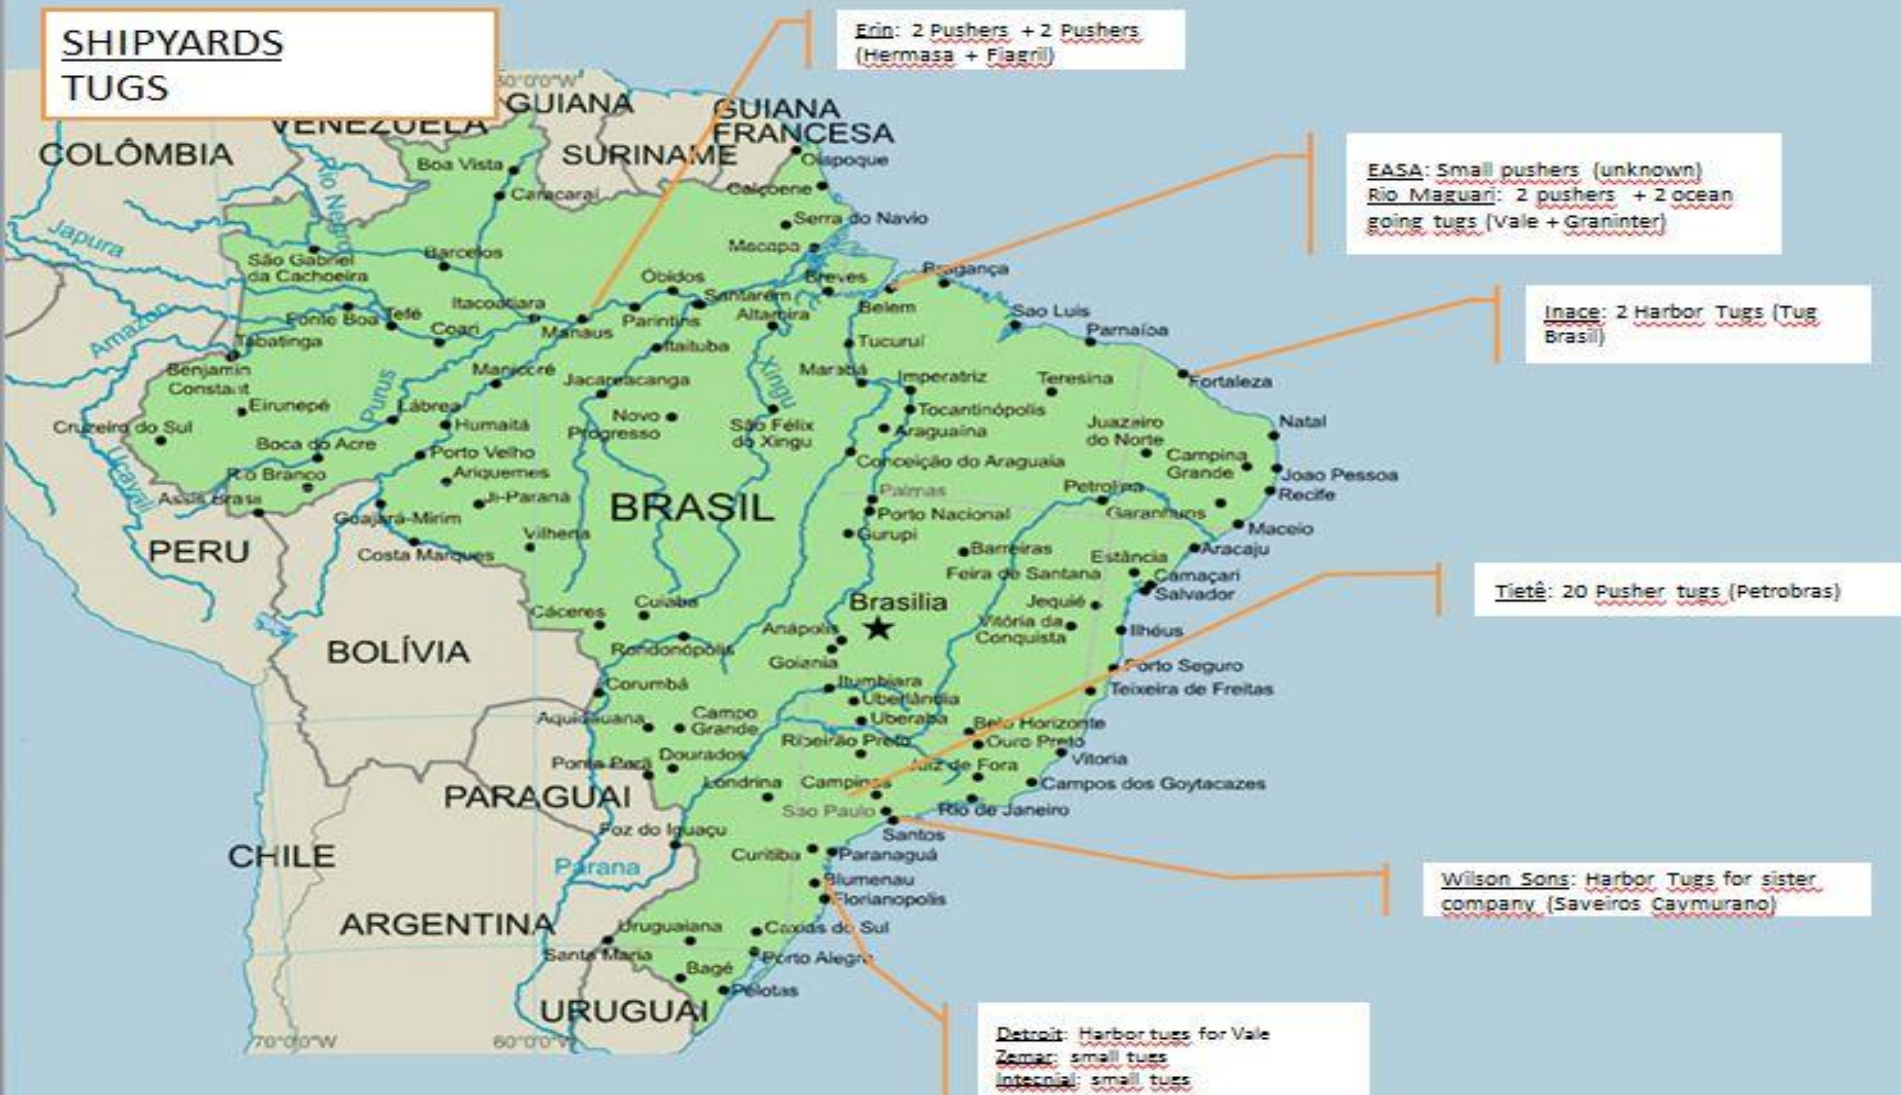 SHIPYARDS
TUGS
Erin: 2 Pushers + 2 Pushers
(Hermasa + Fiagril)
EASA: Small pushers (unknown)
Rio Maguari: 2 pushers + 2 ocean
going tugs (Vale + Graninter)
Inace: 2 Harbor Tugs (Tug
Brasil)
Tietê: 20 Pusher tugs (Petrobras)
Wilson Sons: Harbor Tugs for sister
company (Saveiros Caymurano)
Detroit: Harbor tugs for Vale
Zemar: small tugs
Intecnial: small tugs
60°0'0"W
GUIANA
GUIANA
FRANCESA
VENEZUELA
COLÔMBIA
SURINAME
Oiapoque
Boa Vista
Calçoene
Caracaraí
Rio Negro
Serra do Navio
Japura
Macapa
Barcelos
São Gabriel
da Cachoeira
Óbidos
Breves
Bragança
Santarém
Itacoatiara
Belem
Fonte Boa
Tefé
Altamira
Sao Luis
Parintins
Coari
Manaus
Parnaíba
Amazon
Tabatinga
Itaituba
Tucuruí
Benjamin
Constant
Manicoré
Jacareacanga
Marabá
Imperatriz
Teresina
Fortaleza
Xingu
Purus
Eirunepé
Lábrea
Novo
Progresso
São Félix
do Xingu
Tocantinópolis
Juazeiro
do Norte
Natal
Cruzeiro do Sul
Humaitá
Araguaína
Boca do Acre
Porto Velho
Conceição do Araguaia
Campina
Grande
Joao Pessoa
Rio Branco
Ariquemes
Ucayali
Assis Brasil
Ji-Paraná
BRASIL
Palmas
Petrolina
Recife
Guajará-Mirim
Porto Nacional
Garanhuns
Maceio
PERU
Costa Marques
Vilhena
Gurupi
Barreiras
Estância
Aracaju
Feira de Santana
Camaçari
Salvador
Cáceres
Cuiaba
Brasilia
Jequié
BOLÍVIA
Anápolis
Vitória da
Conquista
Ilhéus
Rondonópolis
Goiania
Porto Seguro
Corumbá
Itumbiara
Uberlândia
Teixeira de Freitas
Aquidauana
Campo
Grande
Uberaba
Belo Horizonte
Ribeirão Preto
Ouro Preto
Dourados
Ponta Porã
Juiz de Fora
Vitoria
PARAGUAI
Londrina
Campinas
Campos dos Goytacazes
Sao Paulo
Rio de Janeiro
Foz do Iguaçu
Santos
CHILE
Curitiba
Paranaguá
Parana
Blumenau
Florianopolis
ARGENTINA
Uruguaiana
Caxias do Sul
Santa Maria
Porto Alegre
Bagé
Pelotas
URUGUAI
70°0'0"W
60°0'0"W